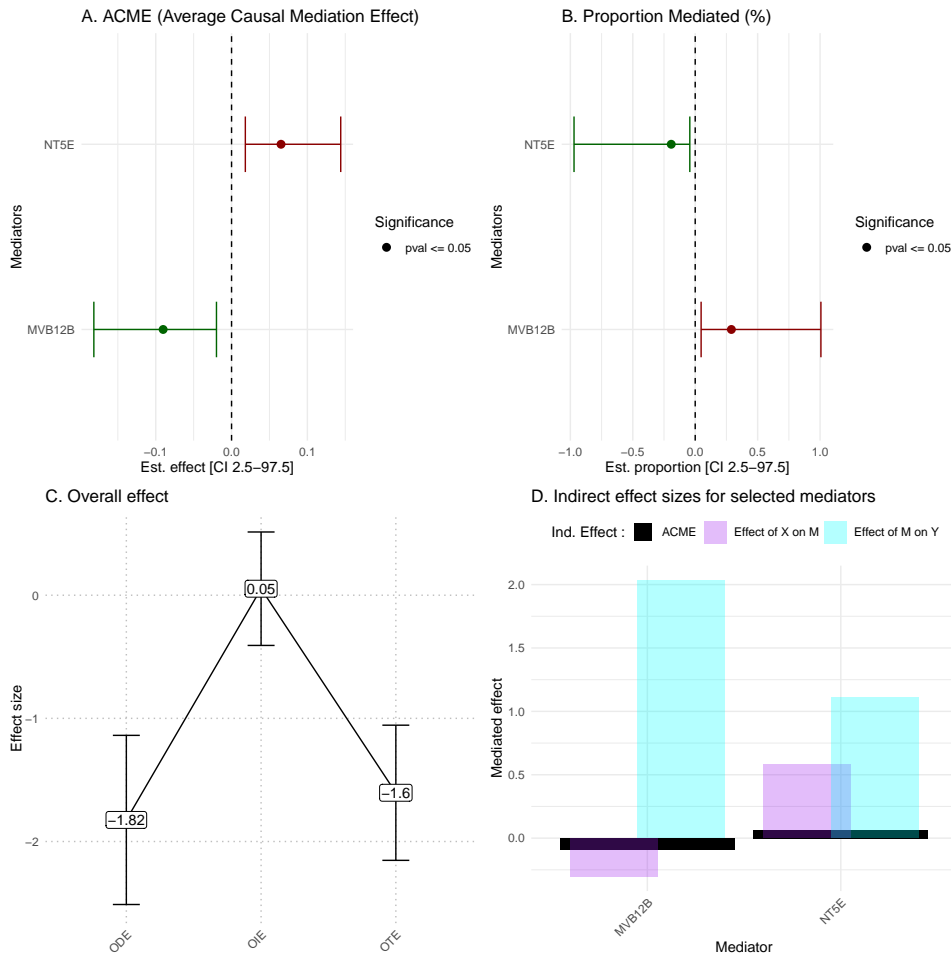 A. ACME (Average Causal Mediation Effect)
Mediators
NT5E
MVB12B
−0.1 0.0 0.1
Est. effect [CI 2.5−97.5]
Significance
pval <= 0.05
B. Proportion Mediated (%)
Mediators
NT5E
MVB12B
−1.0 −0.5 0.0 0.5 1.0
Est. proportion [CI 2.5−97.5]
Significance
pval <= 0.05
C. Overall effect
Effect size
0
−1
−2
−1.82
0.05
−1.6
ODE OIE OTE
D. Indirect effect sizes for selected mediators
Ind. Effect : ACME Effect of X on M Effect of M on Y
Mediated effect
2.0
1.5
1.0
0.5
0.0
MVB12B NT5E
Mediator